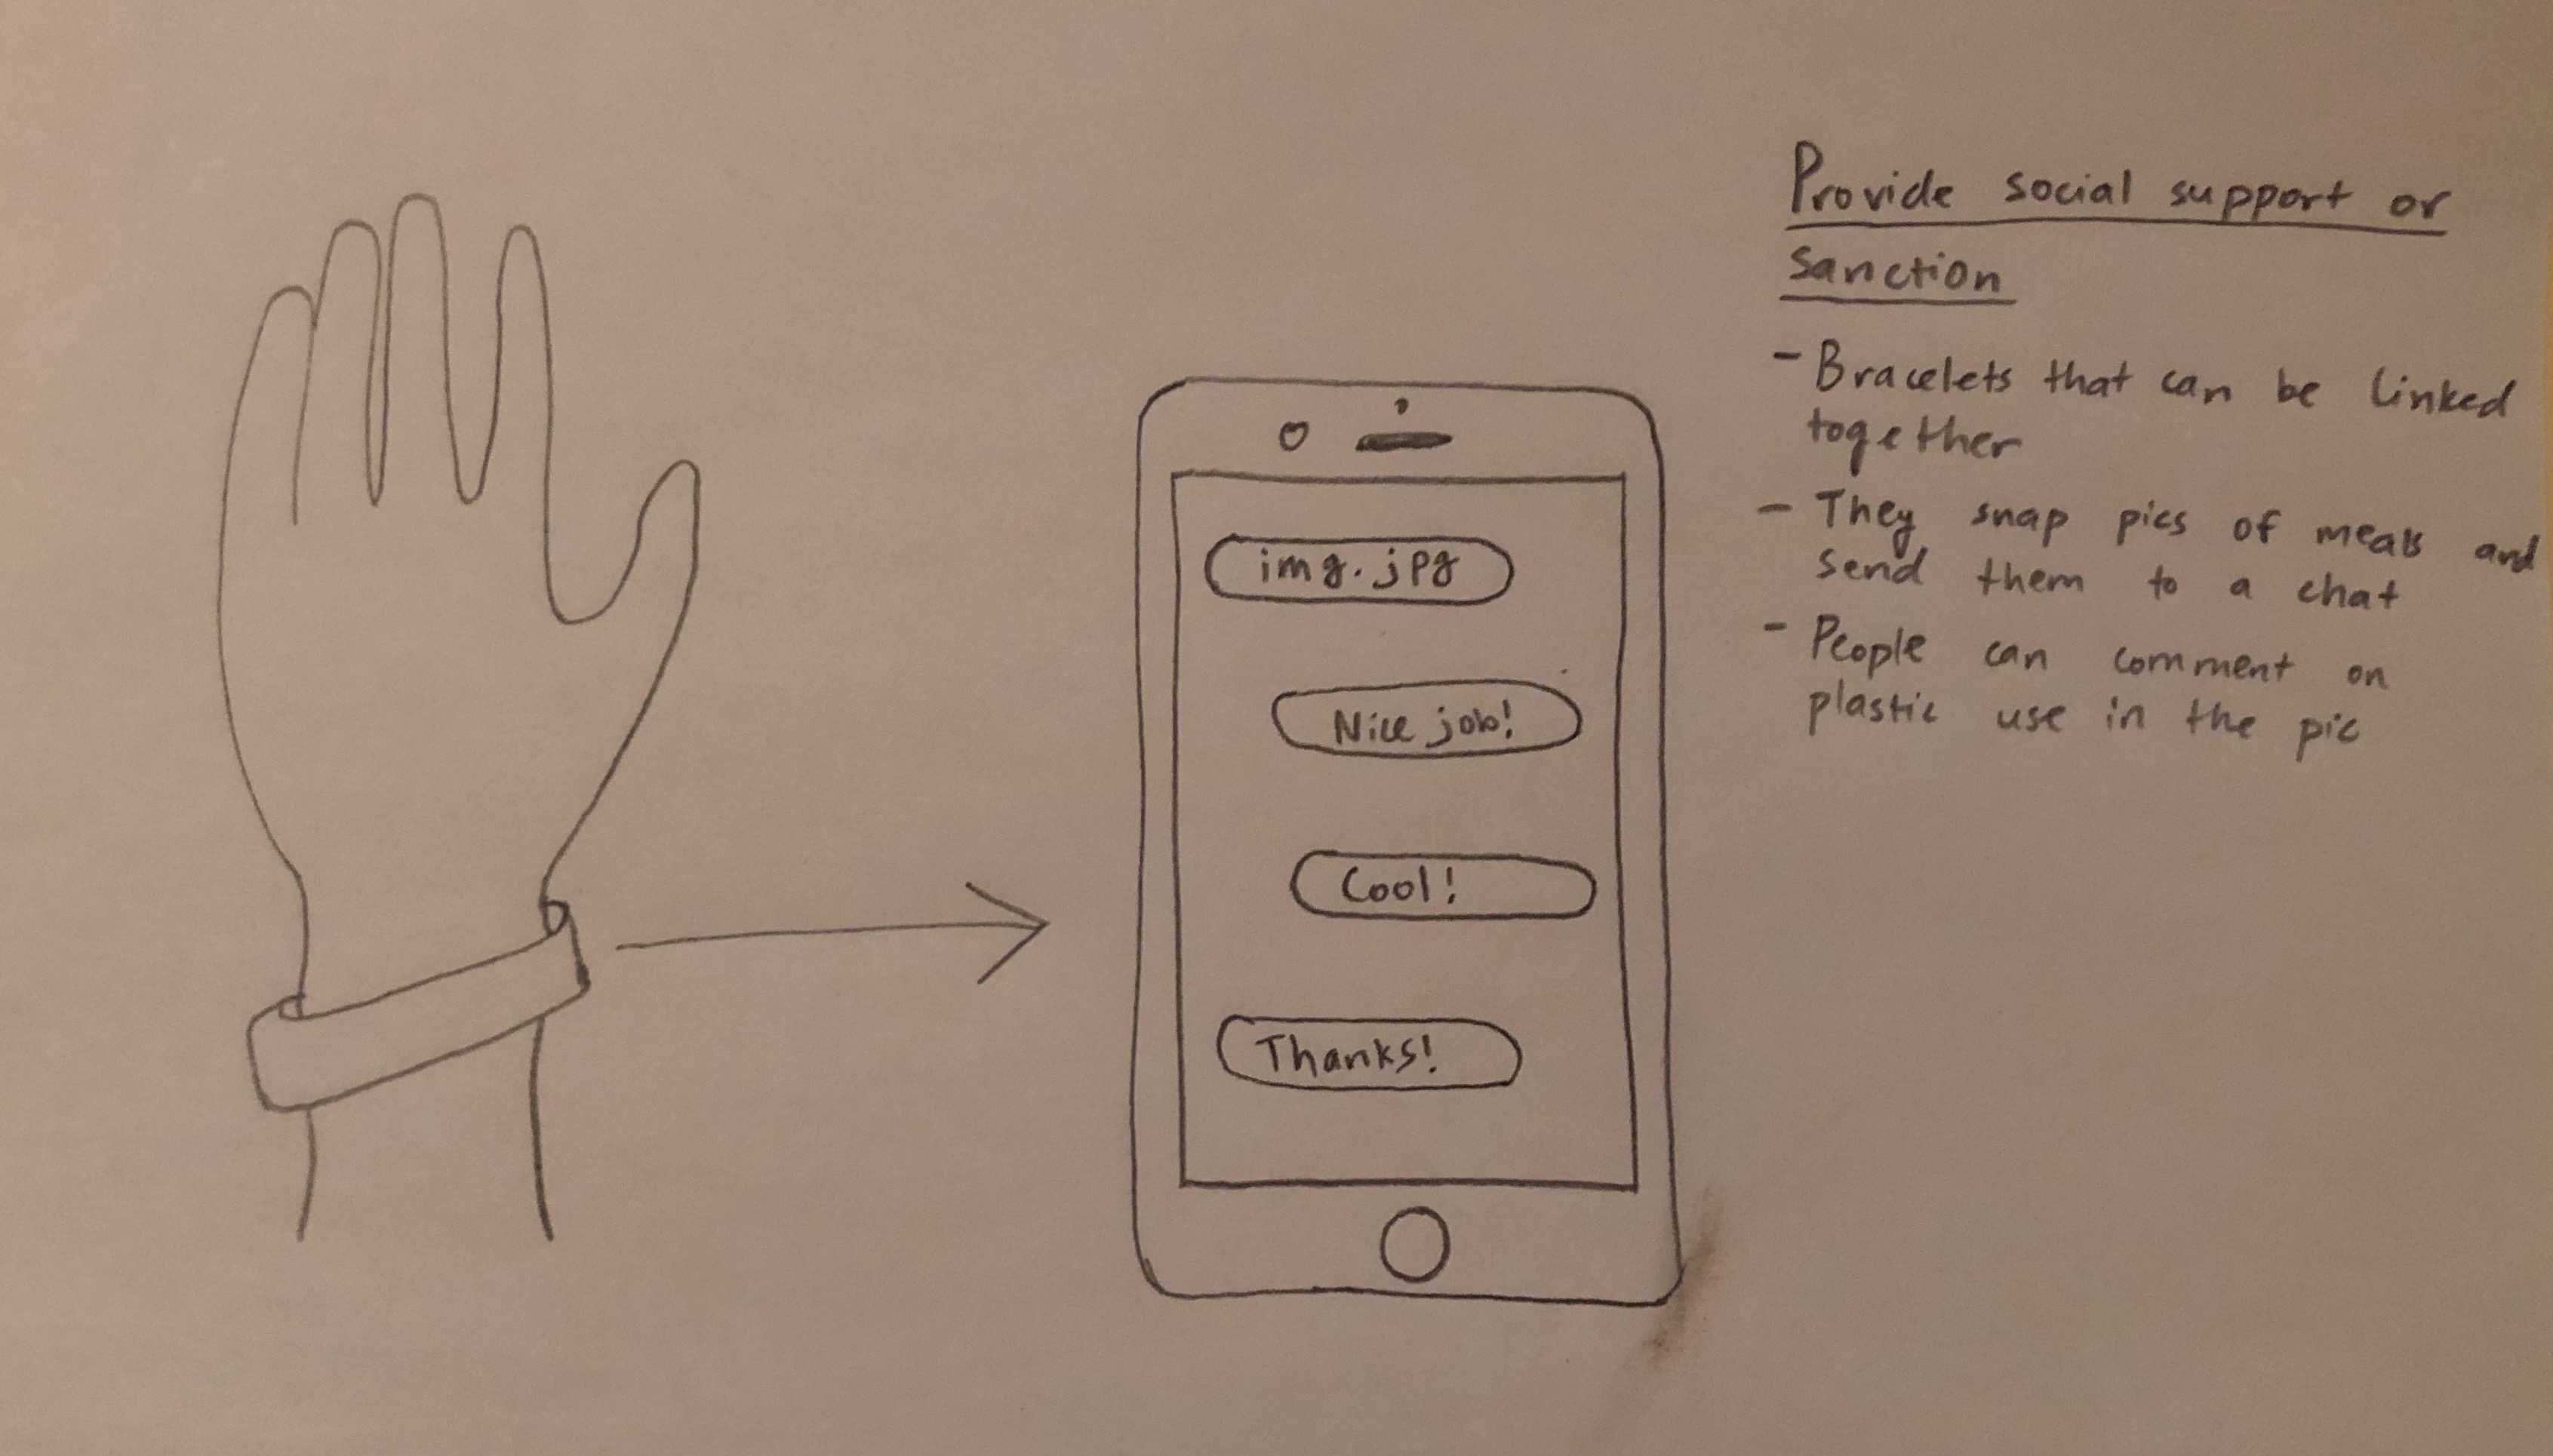 Provide social support or
sanction
- Bracelets that can be linked
together
- They snap pics of meals and
send them to a chat
- People can comment on
plastic use in the pic
img.jpg
Nice job!
Cool!
Thanks!